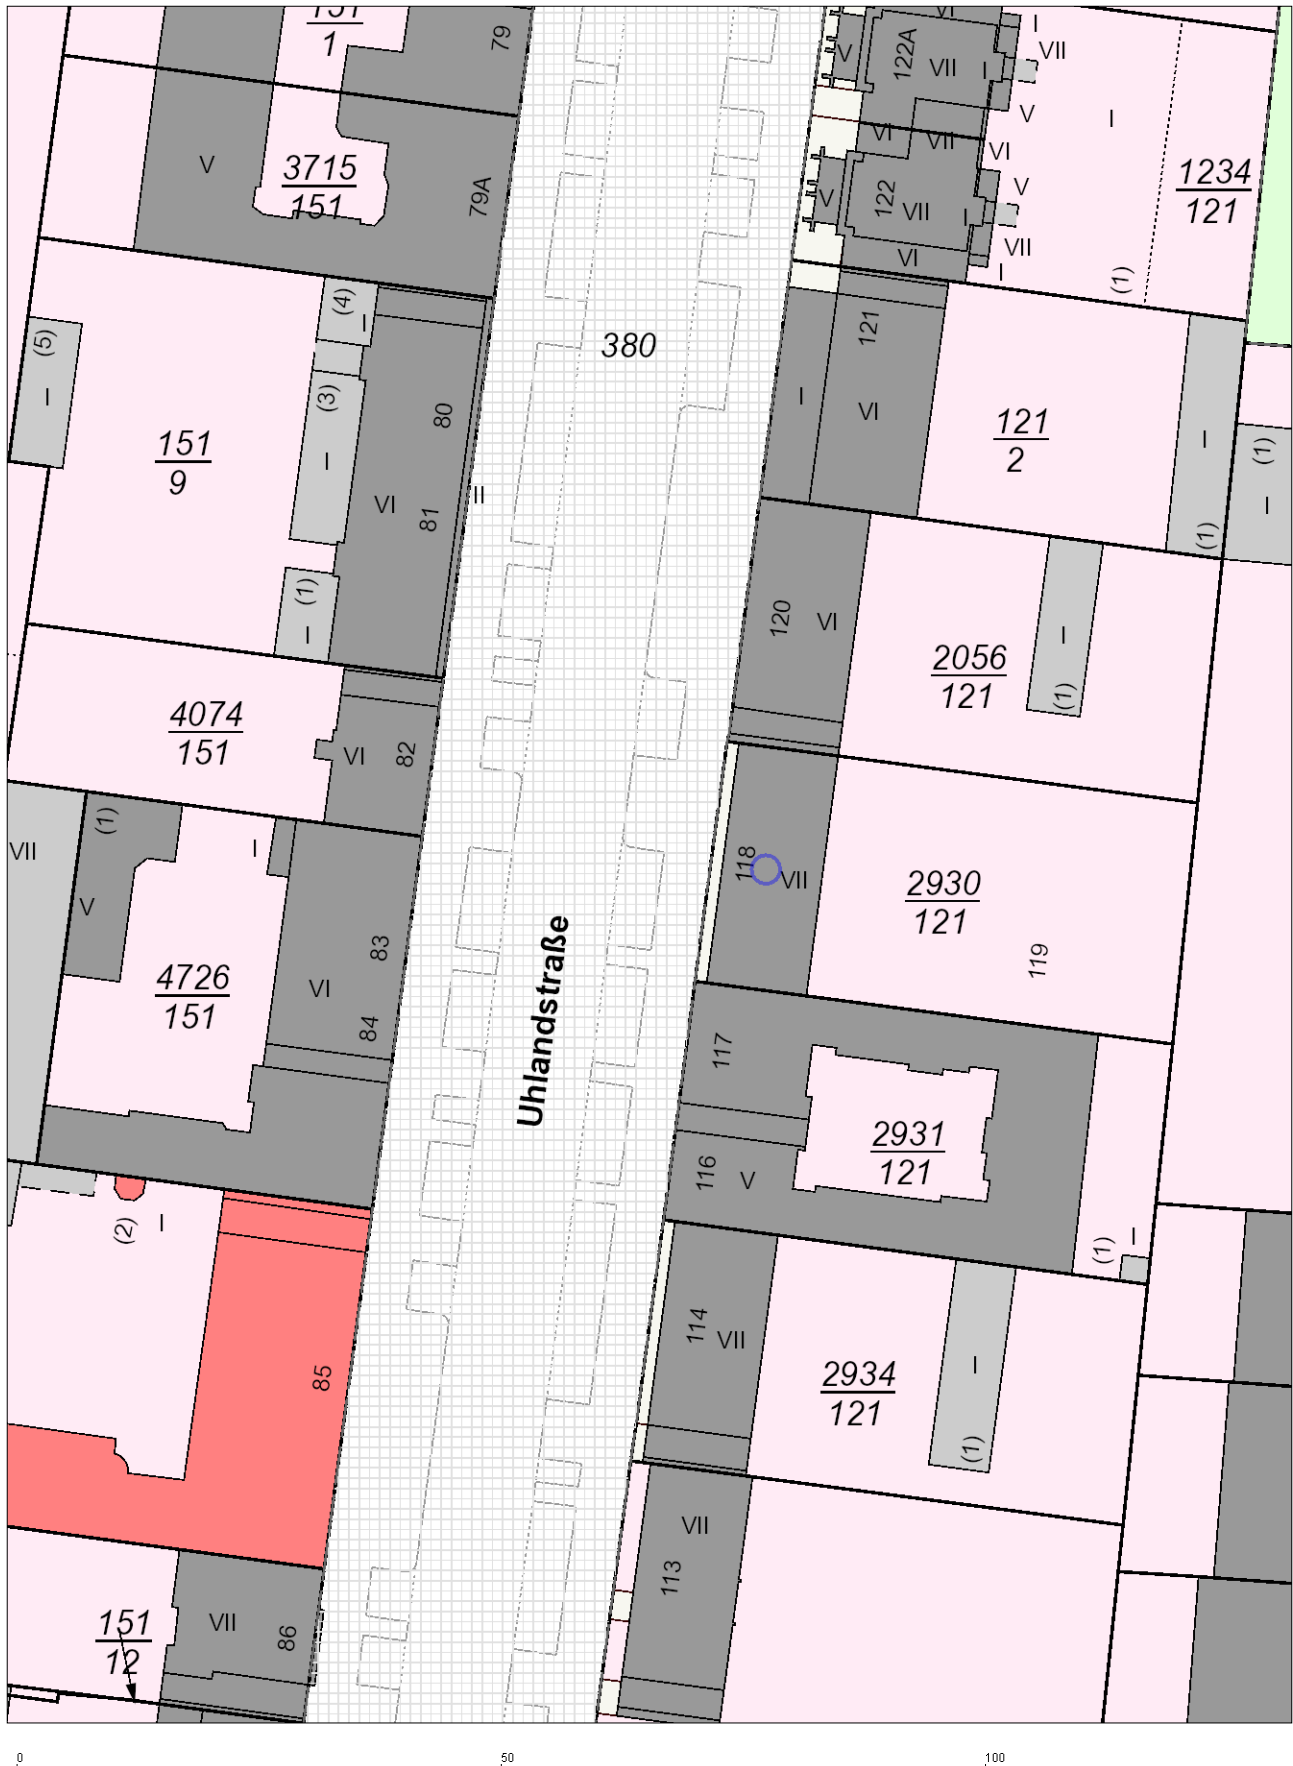 151
1
79
V
122A
VII
I
VI
I
VII
V
I
VI
VII
VI
V
3715
151
79A
V
122
VII
I
V
VII
VI
I
(1)
1234
121
(4)
I
(5)
I
380
121
I
VI
(3)
I
80
151
9
VI
81
II
121
2
I
(1)
(1)
I
(1)
I
120
VI
I
2056
121
(1)
4074
151
VI
82
VII
(1)
V
I
118
VII
2930
121
119
83
4726
151
VI
84
Uhlandstraße
117
2931
121
116
V
(2)
I
I
(1)
114
VII
2934
121
I
(1)
85
VII
113
151
12
VII
86
0
50
100